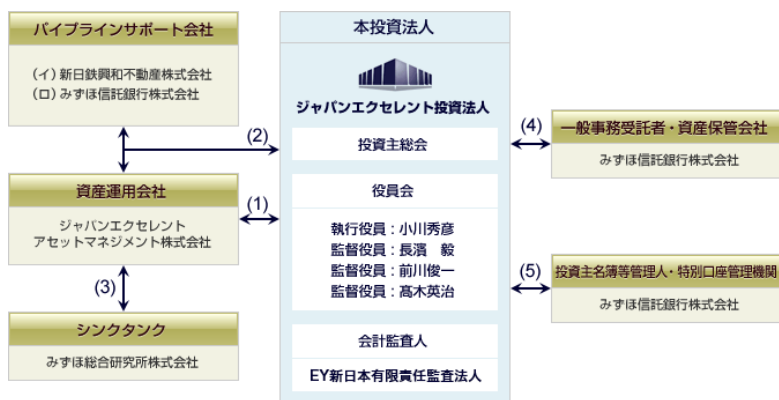 パイプラインサポート会社
(イ)新日鉄興和不動産株式会社
(ロ)みずほ信託銀行株式会社
(2)
資産運用会社
ジャパンエクセレント
アセットマネジメント株式会社
(1)
(3)
シンクタンク
みずほ総合研究所株式会社
本投資法人
ジャパンエクセレント投資法人
投資主総会
役員会
執行役員:小川秀彦
監督役員:長濱 毅
監督役員:前川俊一
監督役員:髙木英治
会計監査人
EY新日本有限責任監査法人
(4)
一般事務受託者・資産保管会社
みずほ信託銀行株式会社
(5)
投資主名簿等管理人・特別口座管理機関
みずほ信託銀行株式会社